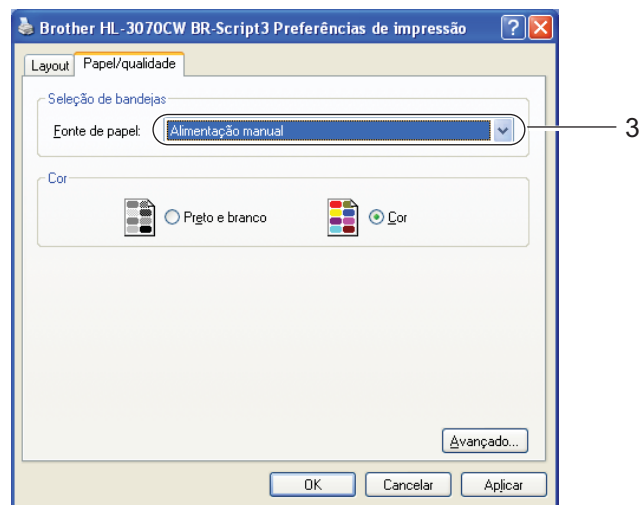 Brother HL-3070CW BR-Script3 Preferências de impressão
Layout Papel/qualidade
Seleção de bandejas
Fonte de papel: Alimentação manual 3
Cor
Preto e branco Cor
Avançado...
OK Cancelar Aplicar